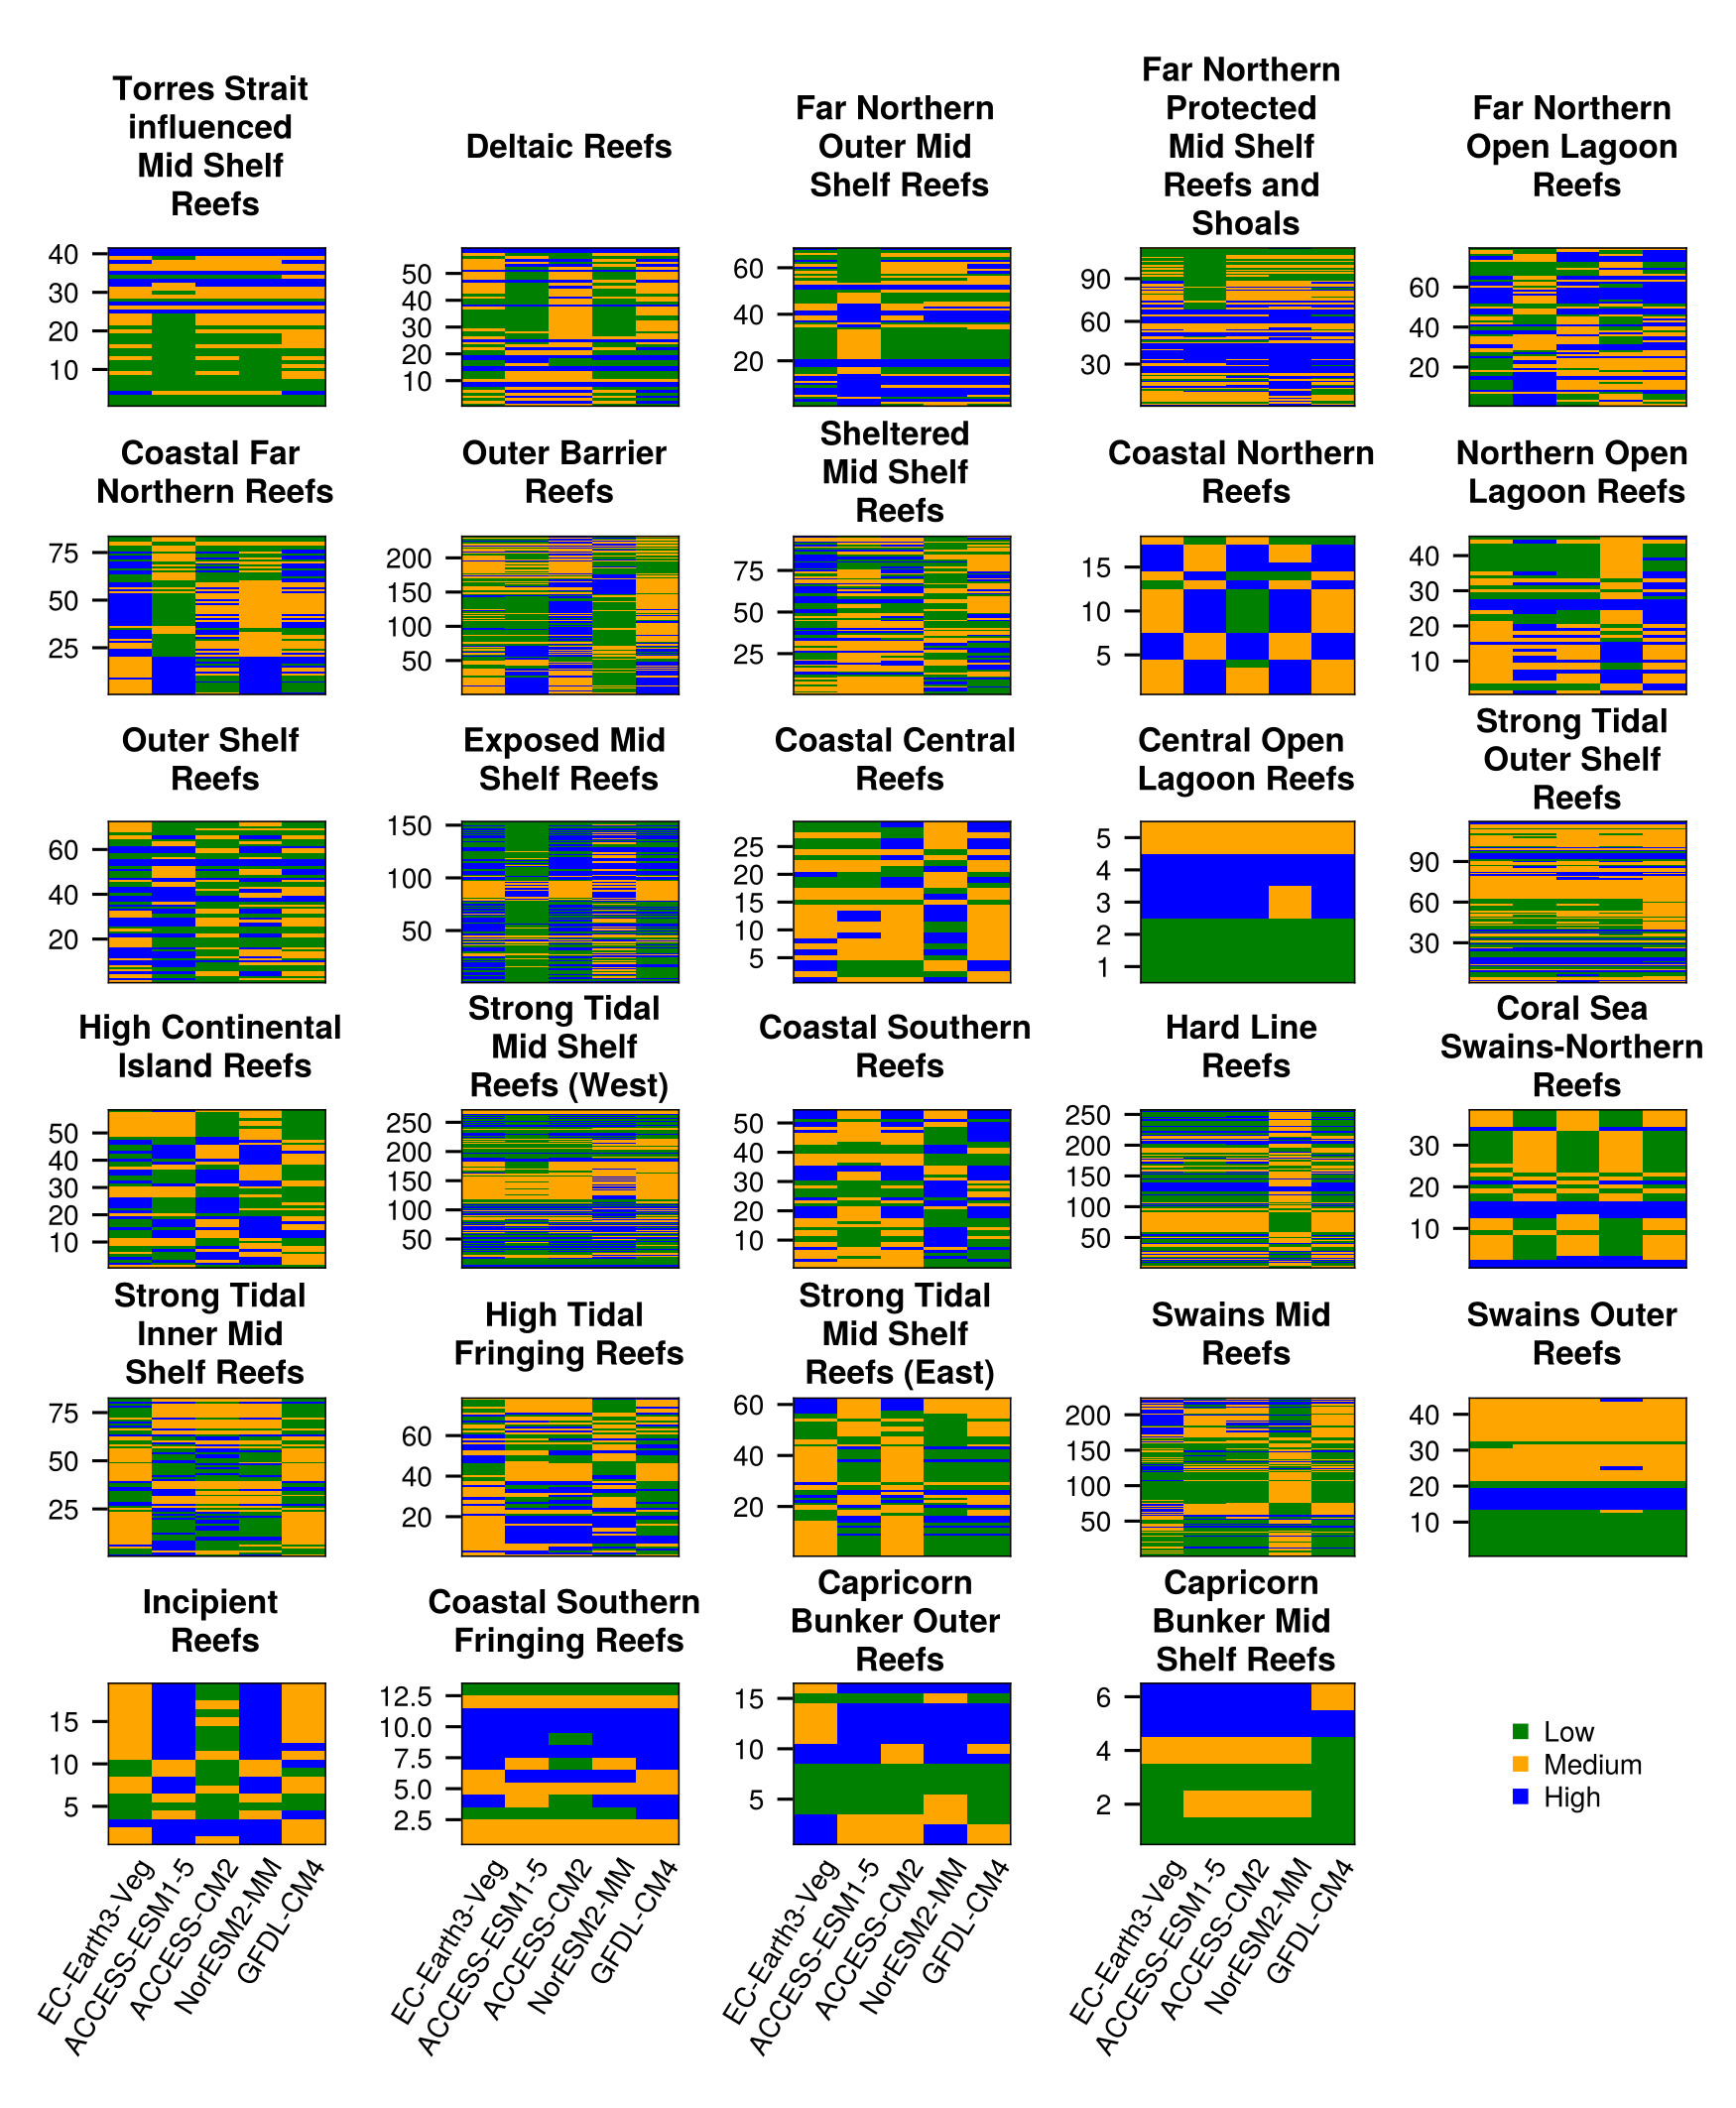 Torres Strait
influenced
Mid Shelf
Reefs
40
30
20
10
Deltaic Reefs
50
40
30
20
10
Far Northern
Outer Mid
Shelf Reefs
60
40
20
Far Northern
Protected
Mid Shelf
Reefs and
Shoals
90
60
30
Far Northern
Open Lagoon
Reefs
60
40
20
Coastal Far
Northern Reefs
75
50
25
Outer Barrier
Reefs
200
150
100
50
Sheltered
Mid Shelf
Reefs
75
50
25
Coastal Northern
Reefs
15
10
5
Northern Open
Lagoon Reefs
40
30
20
10
Outer Shelf
Reefs
60
40
20
Exposed Mid
Shelf Reefs
150
100
50
Coastal Central
Reefs
25
20
15
10
5
Central Open
Lagoon Reefs
5
4
3
2
1
Strong Tidal
Outer Shelf
Reefs
90
60
30
High Continental
Island Reefs
50
40
30
20
10
Strong Tidal
Mid Shelf
Reefs (West)
250
200
150
100
50
Coastal Southern
Reefs
50
40
30
20
10
Hard Line
Reefs
250
200
150
100
50
Coral Sea
Swains-Northern
Reefs
30
20
10
Strong Tidal
Inner Mid
Shelf Reefs
75
50
25
High Tidal
Fringing Reefs
60
40
20
Strong Tidal
Mid Shelf
Reefs (East)
60
40
20
Swains Mid
Reefs
200
150
100
50
Swains Outer
Reefs
40
30
20
10
Incipient
Reefs
15
10
5
EC-Earth3-Veg
ACCESS-ESM1-5
ACCESS-CM2
NorESM2-MM
GFDL-CM4
Coastal Southern
Fringing Reefs
12.5
10.0
7.5
5.0
2.5
EC-Earth3-Veg
ACCESS-ESM1-5
ACCESS-CM2
NorESM2-MM
GFDL-CM4
Capricorn
Bunker Outer
Reefs
15
10
5
EC-Earth3-Veg
ACCESS-ESM1-5
ACCESS-CM2
NorESM2-MM
GFDL-CM4
Capricorn
Bunker Mid
Shelf Reefs
6
4
2
EC-Earth3-Veg
ACCESS-ESM1-5
ACCESS-CM2
NorESM2-MM
GFDL-CM4
Low
Medium
High